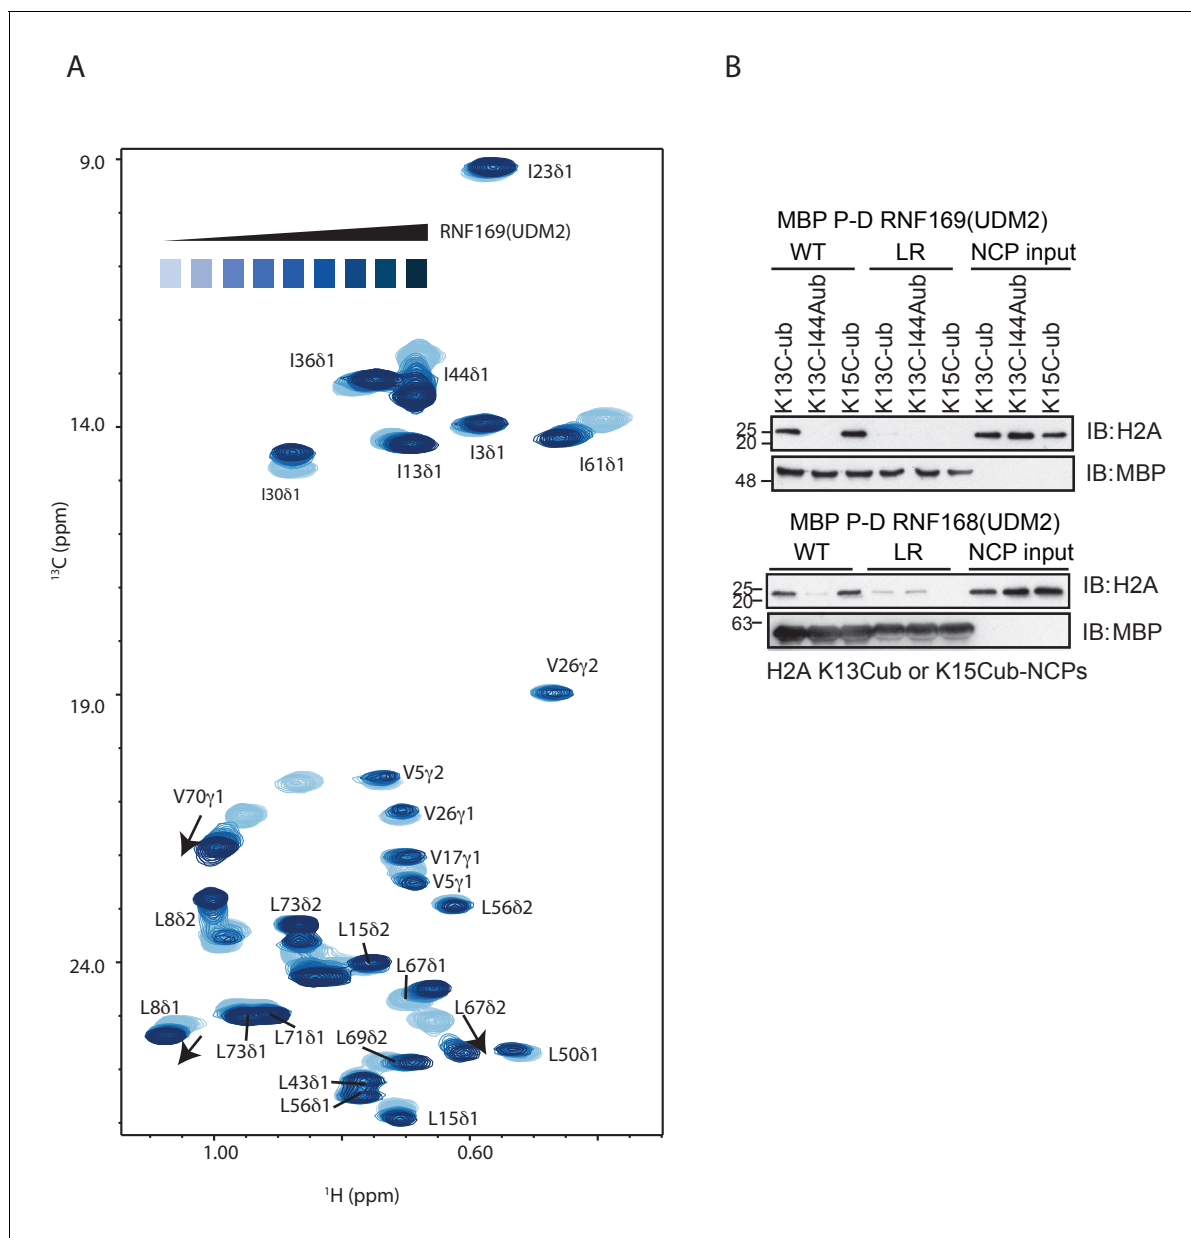 A
B
9.0
14.0
19.0
24.0
¹³C (ppm)
1.00
0.60
¹H (ppm)
RNF169(UDM2)
I23δ1
I36δ1
I44δ1
I3δ1
I61δ1
I13δ1
I30δ1
V26γ2
V5γ2
V70γ1
V26γ1
V17γ1
V5γ1
L56δ2
L8δ2
L73δ2
L15δ2
L67δ1
L8δ1
L67δ2
L73δ1
L71δ1
L69δ2
L50δ1
L43δ1
L56δ1
L15δ1
MBP P-D RNF169(UDM2)
WT LR NCP input
K13C-ub K13C-I44Aub K15C-ub K13C-ub K13C-I44Aub K15C-ub K13C-ub K13C-I44Aub K15C-ub
25
20
IB:H2A
48
IB:MBP
MBP P-D RNF168(UDM2)
WT LR NCP input
25
20
IB:H2A
63
IB:MBP
H2A K13Cub or K15Cub-NCPs